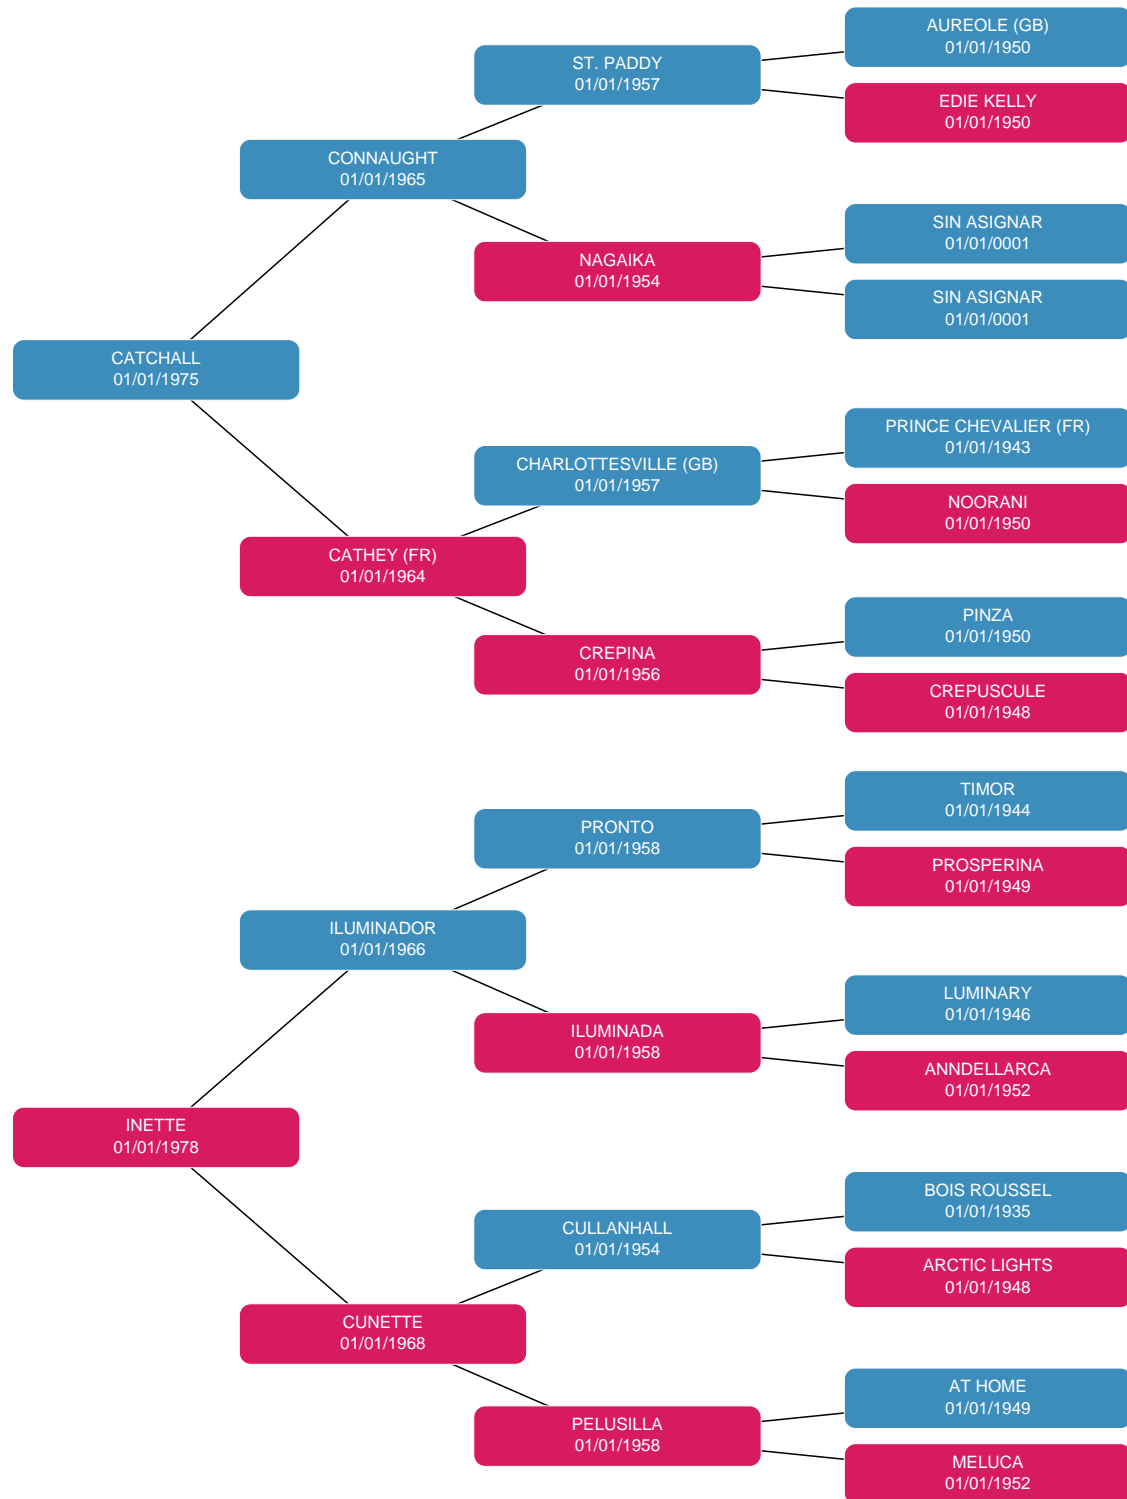 AUREOLE (GB)
01/01/1950
ST. PADDY
01/01/1957
EDIE KELLY
01/01/1950
CONNAUGHT
01/01/1965
SIN ASIGNAR
01/01/0001
NAGAIKA
01/01/1954
SIN ASIGNAR
01/01/0001
CATCHALL
01/01/1975
PRINCE CHEVALIER (FR)
01/01/1943
CHARLOTTESVILLE (GB)
01/01/1957
NOORANI
01/01/1950
CATHEY (FR)
01/01/1964
PINZA
01/01/1950
CREPINA
01/01/1956
CREPUSCULE
01/01/1948
TIMOR
01/01/1944
PRONTO
01/01/1958
PROSPERINA
01/01/1949
ILUMINADOR
01/01/1966
LUMINARY
01/01/1946
ILUMINADA
01/01/1958
ANNDELLARCA
01/01/1952
INETTE
01/01/1978
BOIS ROUSSEL
01/01/1935
CULLANHALL
01/01/1954
ARCTIC LIGHTS
01/01/1948
CUNETTE
01/01/1968
AT HOME
01/01/1949
PELUSILLA
01/01/1958
MELUCA
01/01/1952